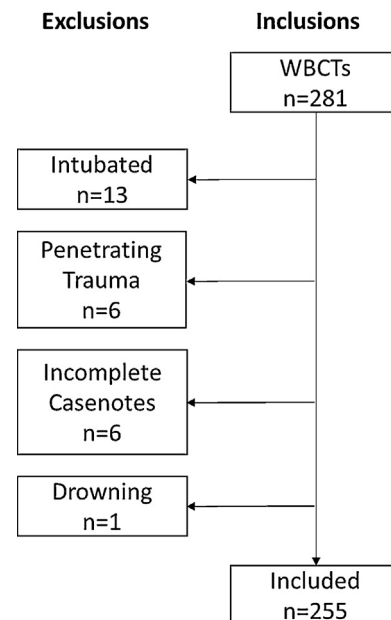 Exclusions
Inclusions
WBCTs
n=281
Intubated
n=13
Penetrating
Trauma
n=6
Incomplete
Casenotes
n=6
Drowning
n=1
Included
n=255